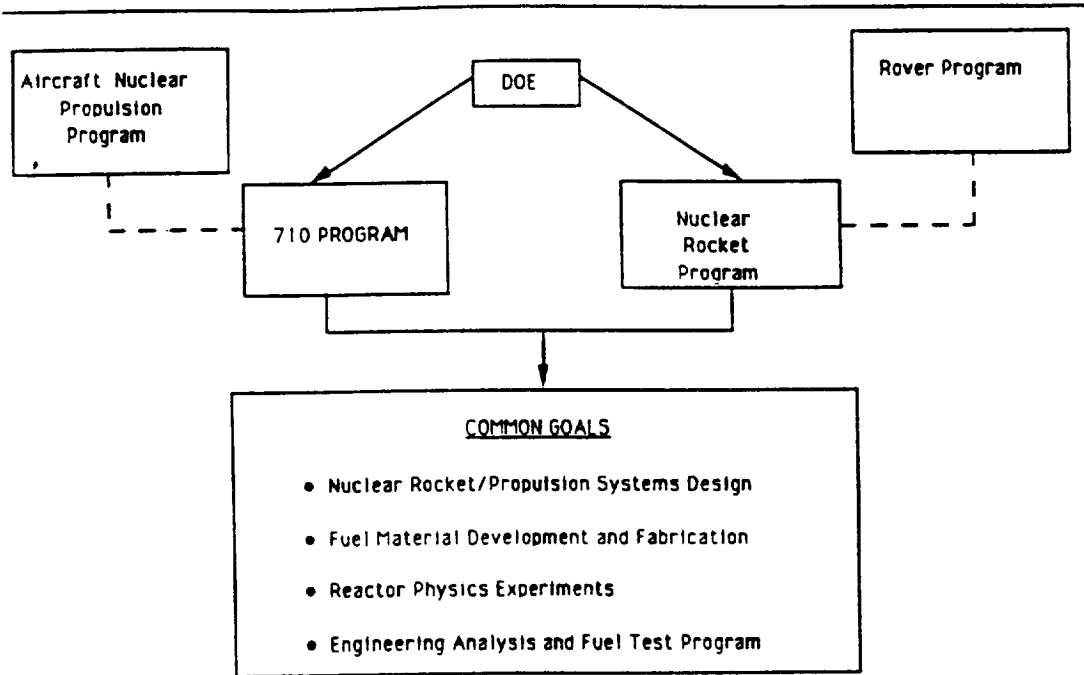 Aircraft Nuclear
Propulsion
Program
DOE
Rover Program
710 PROGRAM
Nuclear
Rocket
Program
COMMON GOALS
• Nuclear Rocket/Propulsion Systems Design
• Fuel Material Development and Fabrication
• Reactor Physics Experiments
• Engineering Analysis and Fuel Test Program